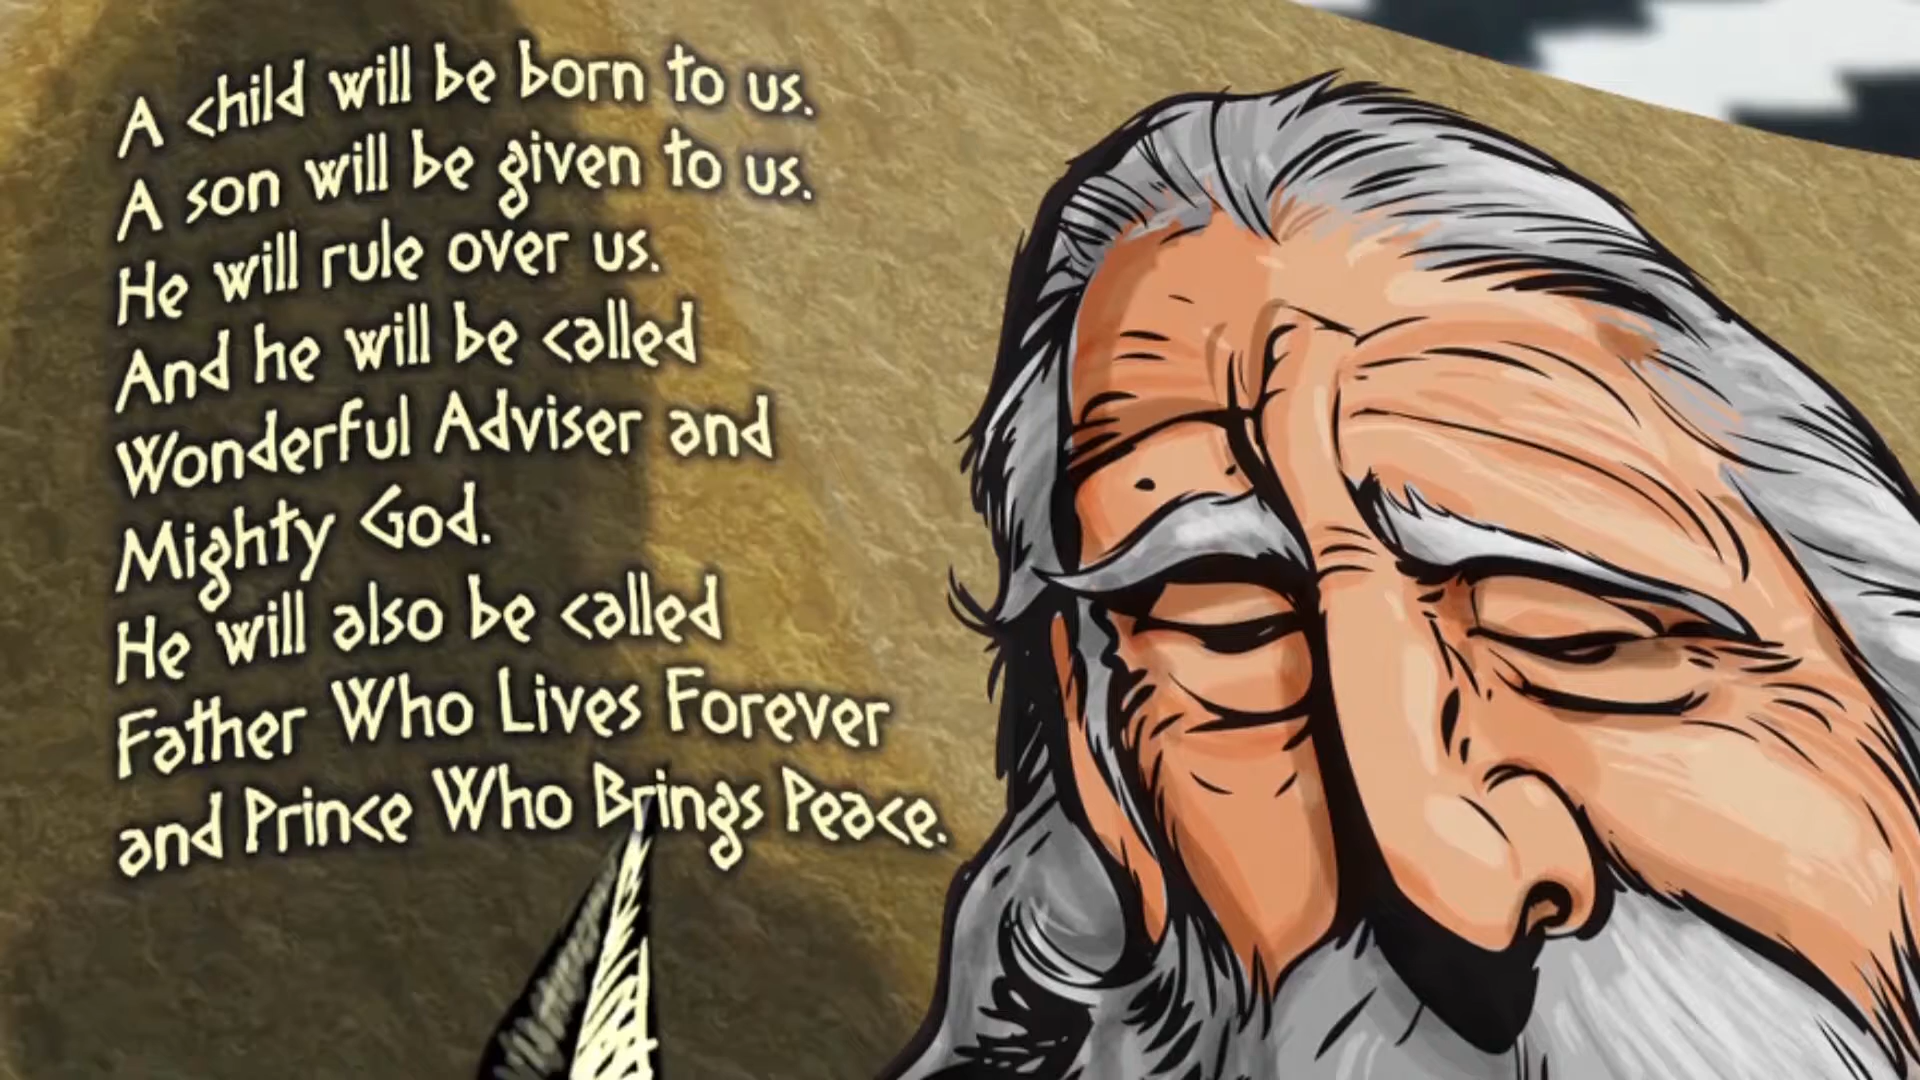 A child will be born to us.
A son will be given to us.
He will rule over us.
And he will be called
Wonderful Adviser and
Mighty God.
He will also be called
Father Who Lives Forever
and Prince Who Brings Peace.